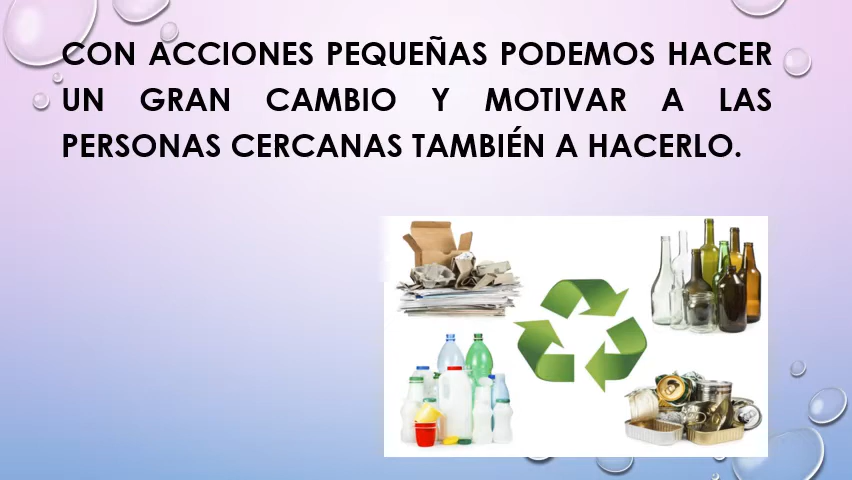 CON ACCIONES PEQUEÑAS PODEMOS HACER
UN GRAN CAMBIO Y MOTIVAR A LAS
PERSONAS CERCANAS TAMBIÉN A HACERLO.